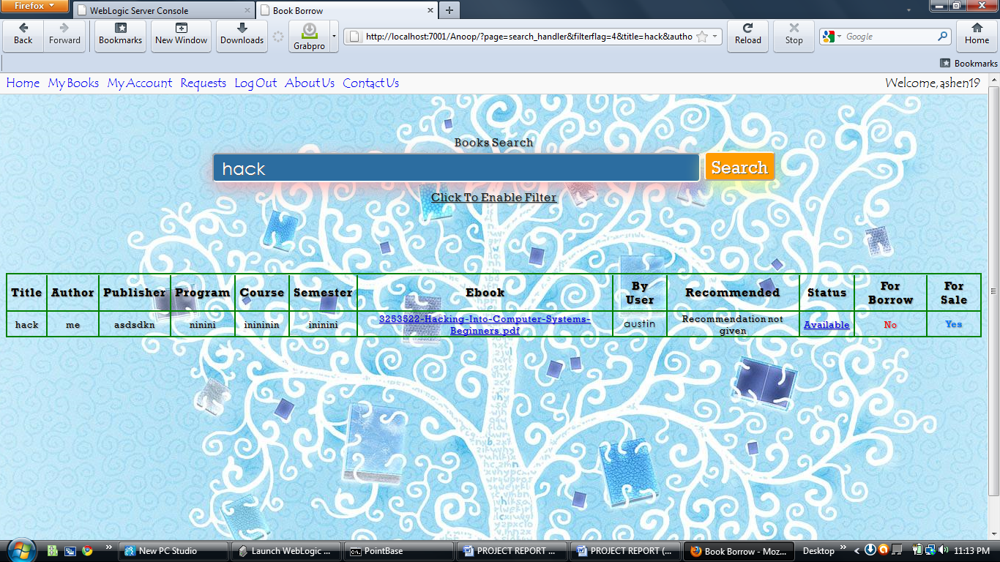 Firefox
WebLogic Server Console
Book Borrow
Back
Forward
Bookmarks
New Window
Downloads
Grabpro
http://localhost:7001/Anoop/?page=search_handler&filterflag=4&title=hack&autho
Reload
Stop
Google
Home
Bookmarks
Home My Books My Account Requests Log Out About Us Contact Us
Welcome, ashen19
Books Search
hack
Search
Click To Enable Filter
Title Author Publisher Program Course Semester Ebook By User Recommended Status For Borrow For Sale
hack me asdsdkn ninini inininin ininini 3253522-Hacking-Into-Computer-Systems-Beginners.pdf austin Recommendation not given Available No Yes
New PC Studio
Launch WebLogic ...
PointBase
PROJECT REPORT ...
PROJECT REPORT (...
Book Borrow - Moz...
Desktop
11:13 PM